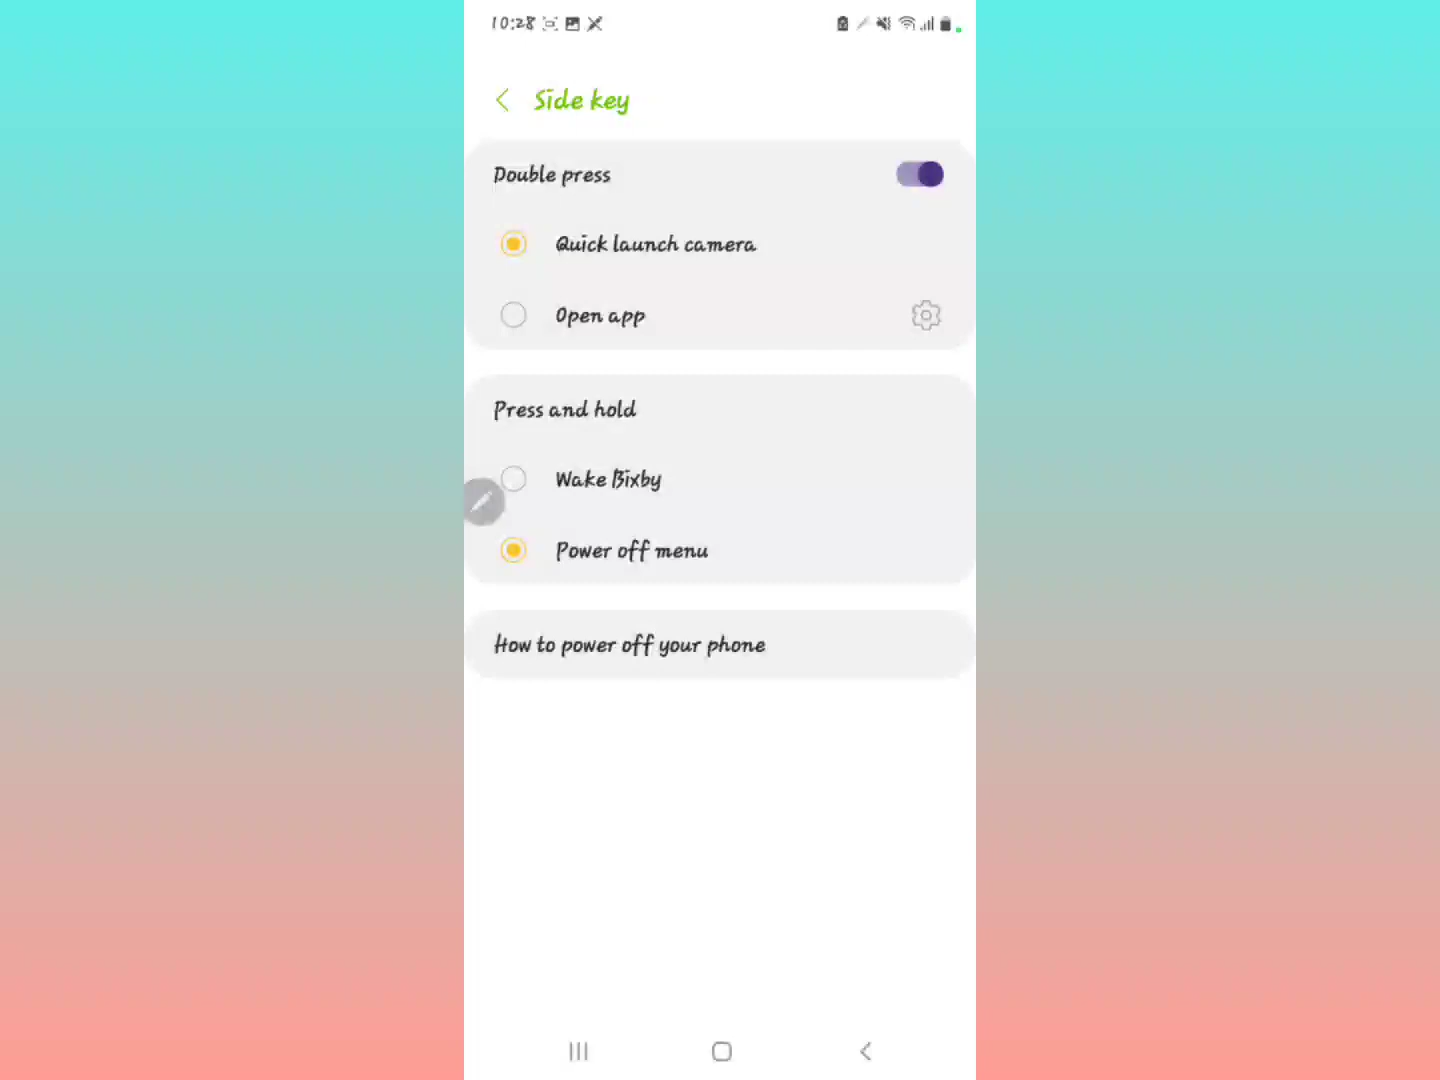 10:28
Side key
Double press
Quick launch camera
Open app
Press and hold
Wake Bixby
Power off menu
How to power off your phone